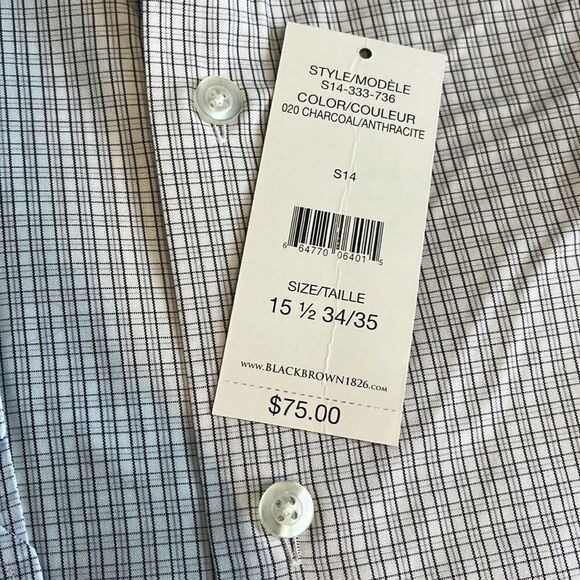 STYLE/MODÈLE
S14-333-736
COLOR/COULEUR
020 CHARCOAL/ANTHRACITE
S14
6 64770 06401 5
SIZE/TAILLE
15 ½ 34/35
WWW.BLACKBROWN1826.COM
$75.00